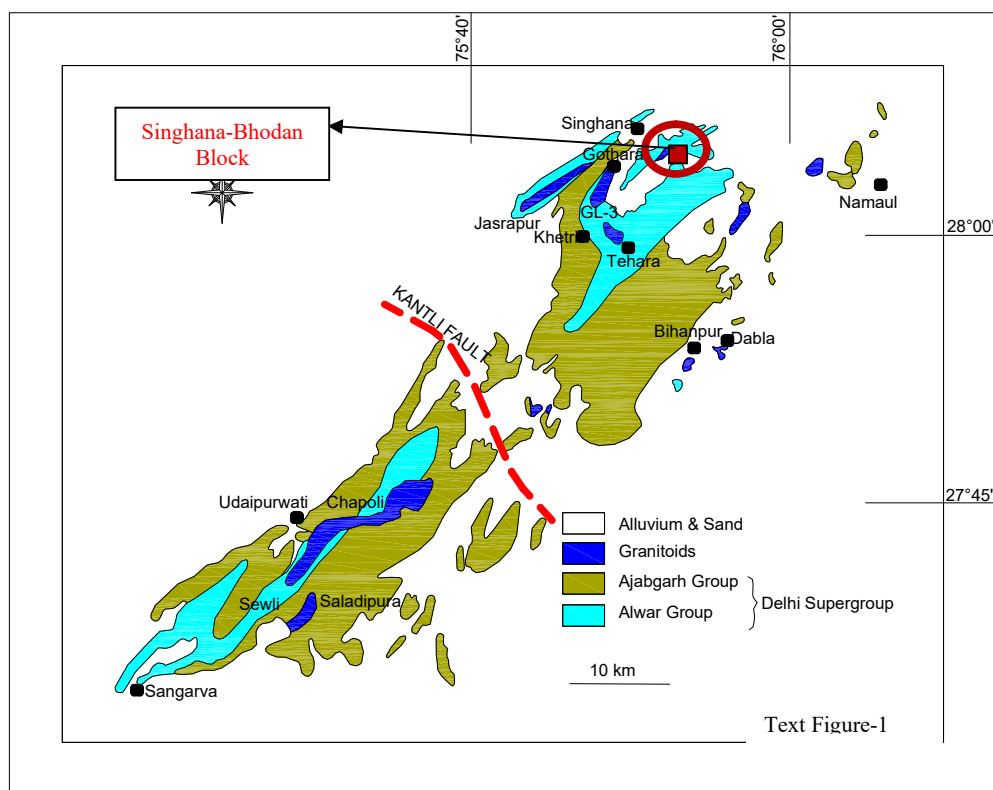 75°40'
76°00'
Singhana-Bhodan
Block
Singhana
Gothara
Namaul
GL-3
Jasrapur
Khetri
28°00'
Tehara
KANTLI FAULT
Bihanpur
Dabla
Udaipurwati
Chapoli
27°45'
Alluvium & Sand
Granitoids
Ajabgarh Group
Delhi Supergroup
Alwar Group
Sewli
Saladipura
10 km
Sangarva
Text Figure-1